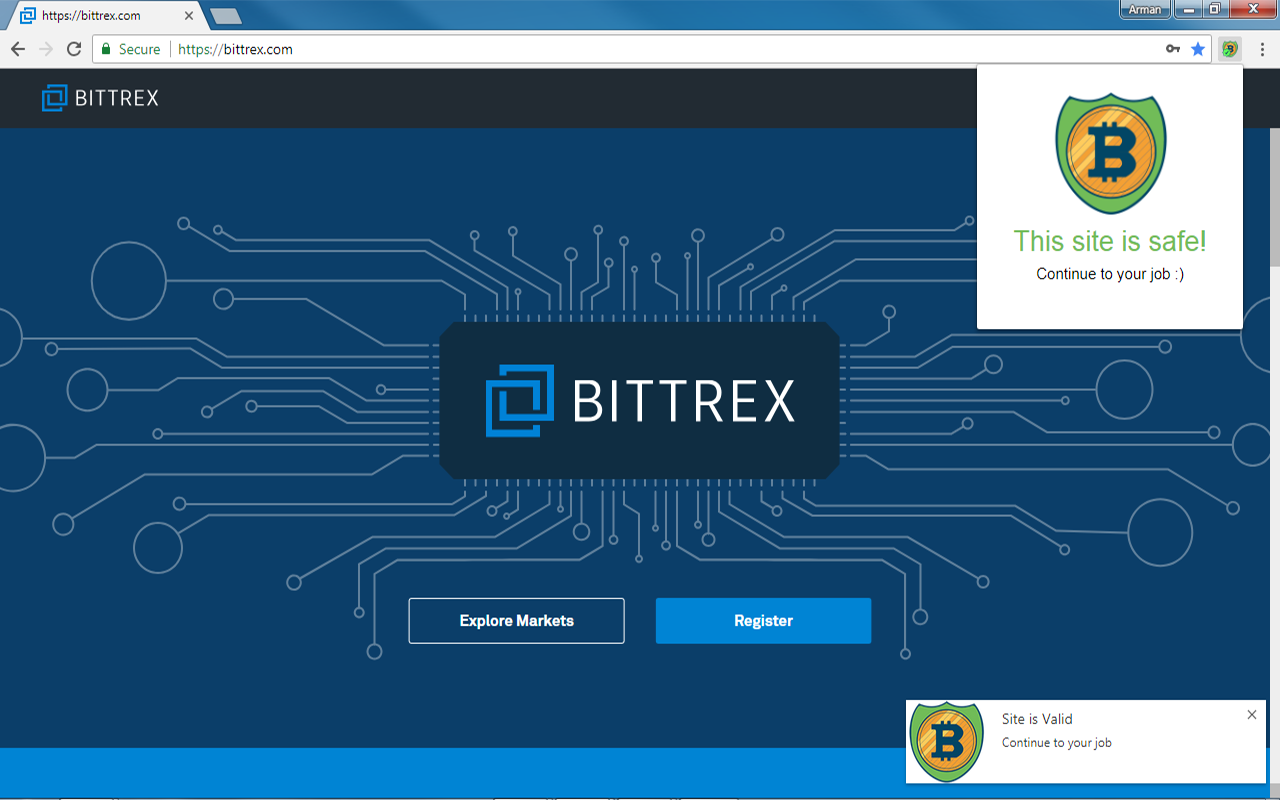 https://bittrex.com
Arman
Secure
https://bittrex.com
BITTREX
This site is safe!
Continue to your job :)
BITTREX
Explore Markets
Register
Site is Valid
Continue to your job